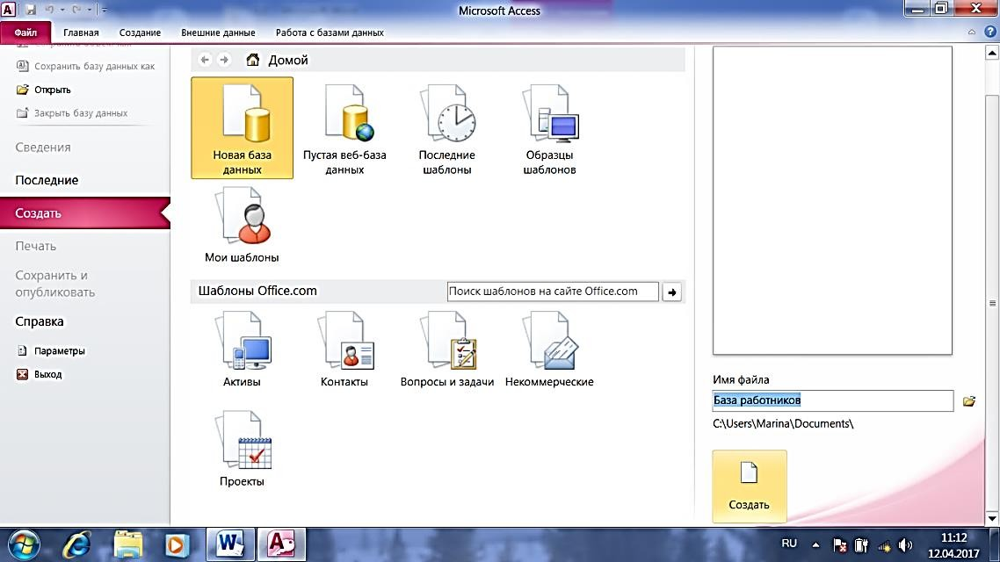 Microsoft Access
Файл Главная Создание Внешние данные Работа с базами данных
Сохранить базу данных как
Открыть
Закрыть базу данных
Сведения
Последние
Создать
Печать
Сохранить и
опубликовать
Справка
Параметры
Выход
Домой
Новая база
данных
Пустая веб-база
данных
Последние
шаблоны
Образцы
шаблонов
Мои шаблоны
Шаблоны Office.com
Поиск шаблонов на сайте Office.com
Активы
Контакты
Вопросы и задачи
Некоммерческие
Проекты
Имя файла
База работников
C:\Users\Marina\Documents\
Создать
RU
11:12
12.04.2017